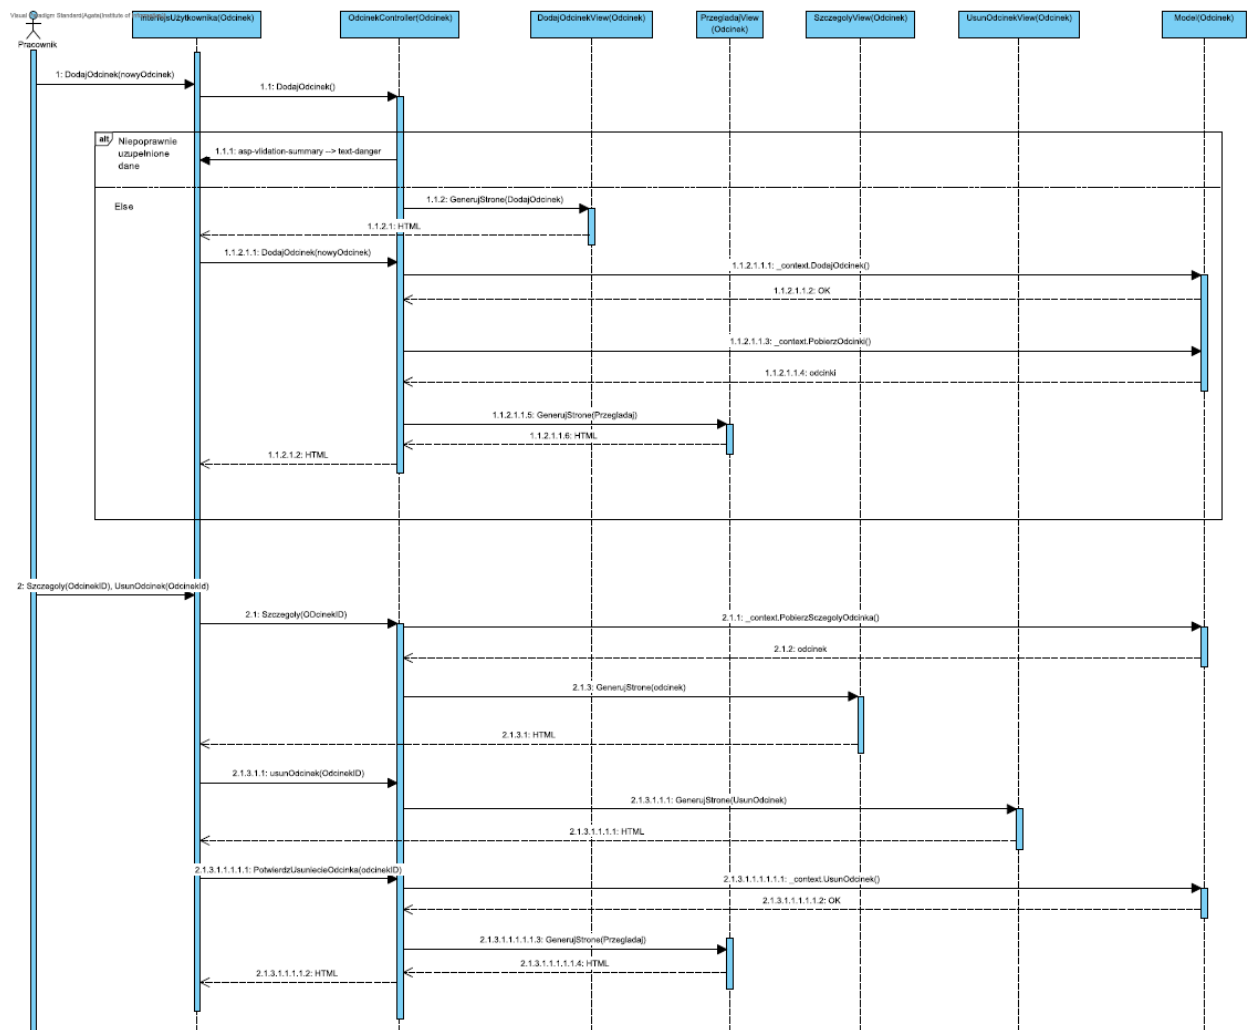 Visual Paradigm Standard(Agata(Institute of
InterfejsUżytkownika(Odcinek)
OdcinekController(Odcinek)
DodajOdcinekView(Odcinek)
PrzegladajView
(Odcinek)
SzczegolyView(Odcinek)
UsunOdcinekView(Odcinek)
Model(Odcinek)
Pracownik
1: DodajOdcinek(nowyOdcinek)
1.1: DodajOdcinek()
alt
Niepoprawnie
uzupełnione
dane
1.1.1: asp-vlidation-summary --> text-danger
Else
1.1.2: GenerujStrone(DodajOdcinek)
1.1.2.1: HTML
1.1.2.1.1: DodajOdcinek(nowyOdcinek)
1.1.2.1.1.1: _context.DodajOdcinek()
1.1.2.1.1.2: OK
1.1.2.1.1.3: _context.PobierzOdcinki()
1.1.2.1.1.4: odcinki
1.1.2.1.1.5: GenerujStrone(Przegladaj)
1.1.2.1.1.6: HTML
1.1.2.1.2: HTML
2: Szczegoly(OdcinekID), UsunOdcinek(OdcinekId)
2.1: Szczegoly(ODcinekID)
2.1.1: _context.PobierzSczegolyOdcinka()
2.1.2: odcinek
2.1.3: GenerujStrone(odcinek)
2.1.3.1: HTML
2.1.3.1.1: usunOdcinek(OdcinekID)
2.1.3.1.1.1: GenerujStrone(UsunOdcinek)
2.1.3.1.1.1.1: HTML
2.1.3.1.1.1.1.1: PotwierdzUsuniecieOdcinka(odcinekID)
2.1.3.1.1.1.1.1.1: _context.UsunOdcinek()
2.1.3.1.1.1.1.1.2: OK
2.1.3.1.1.1.1.1.3: GenerujStrone(Przegladaj)
2.1.3.1.1.1.1.1.4: HTML
2.1.3.1.1.1.1.2: HTML